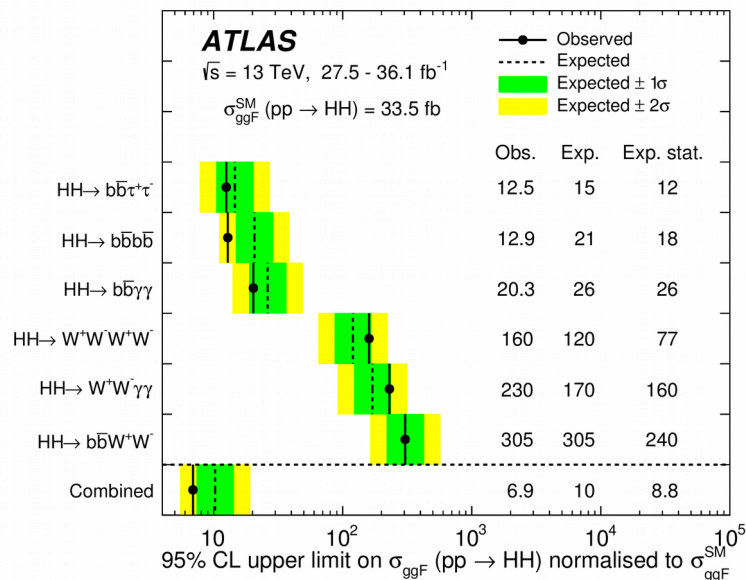 ATLAS
√s = 13 TeV, 27.5 - 36.1 fb⁻¹
σ^SM_ggF (pp → HH) = 33.5 fb
Observed
Expected
Expected ± 1σ
Expected ± 2σ
Obs. Exp. Exp. stat.
HH→ bb̅τ⁺τ⁻ 12.5 15 12
HH→ bb̅bb̅ 12.9 21 18
HH→ bb̅γγ 20.3 26 26
HH→ W⁺W⁻W⁺W⁻ 160 120 77
HH→ W⁺W⁻γγ 230 170 160
HH→ bb̅W⁺W⁻ 305 305 240
Combined 6.9 10 8.8
10 10² 10³ 10⁴ 10⁵
95% CL upper limit on σ_ggF (pp → HH) normalised to σ^SM_ggF